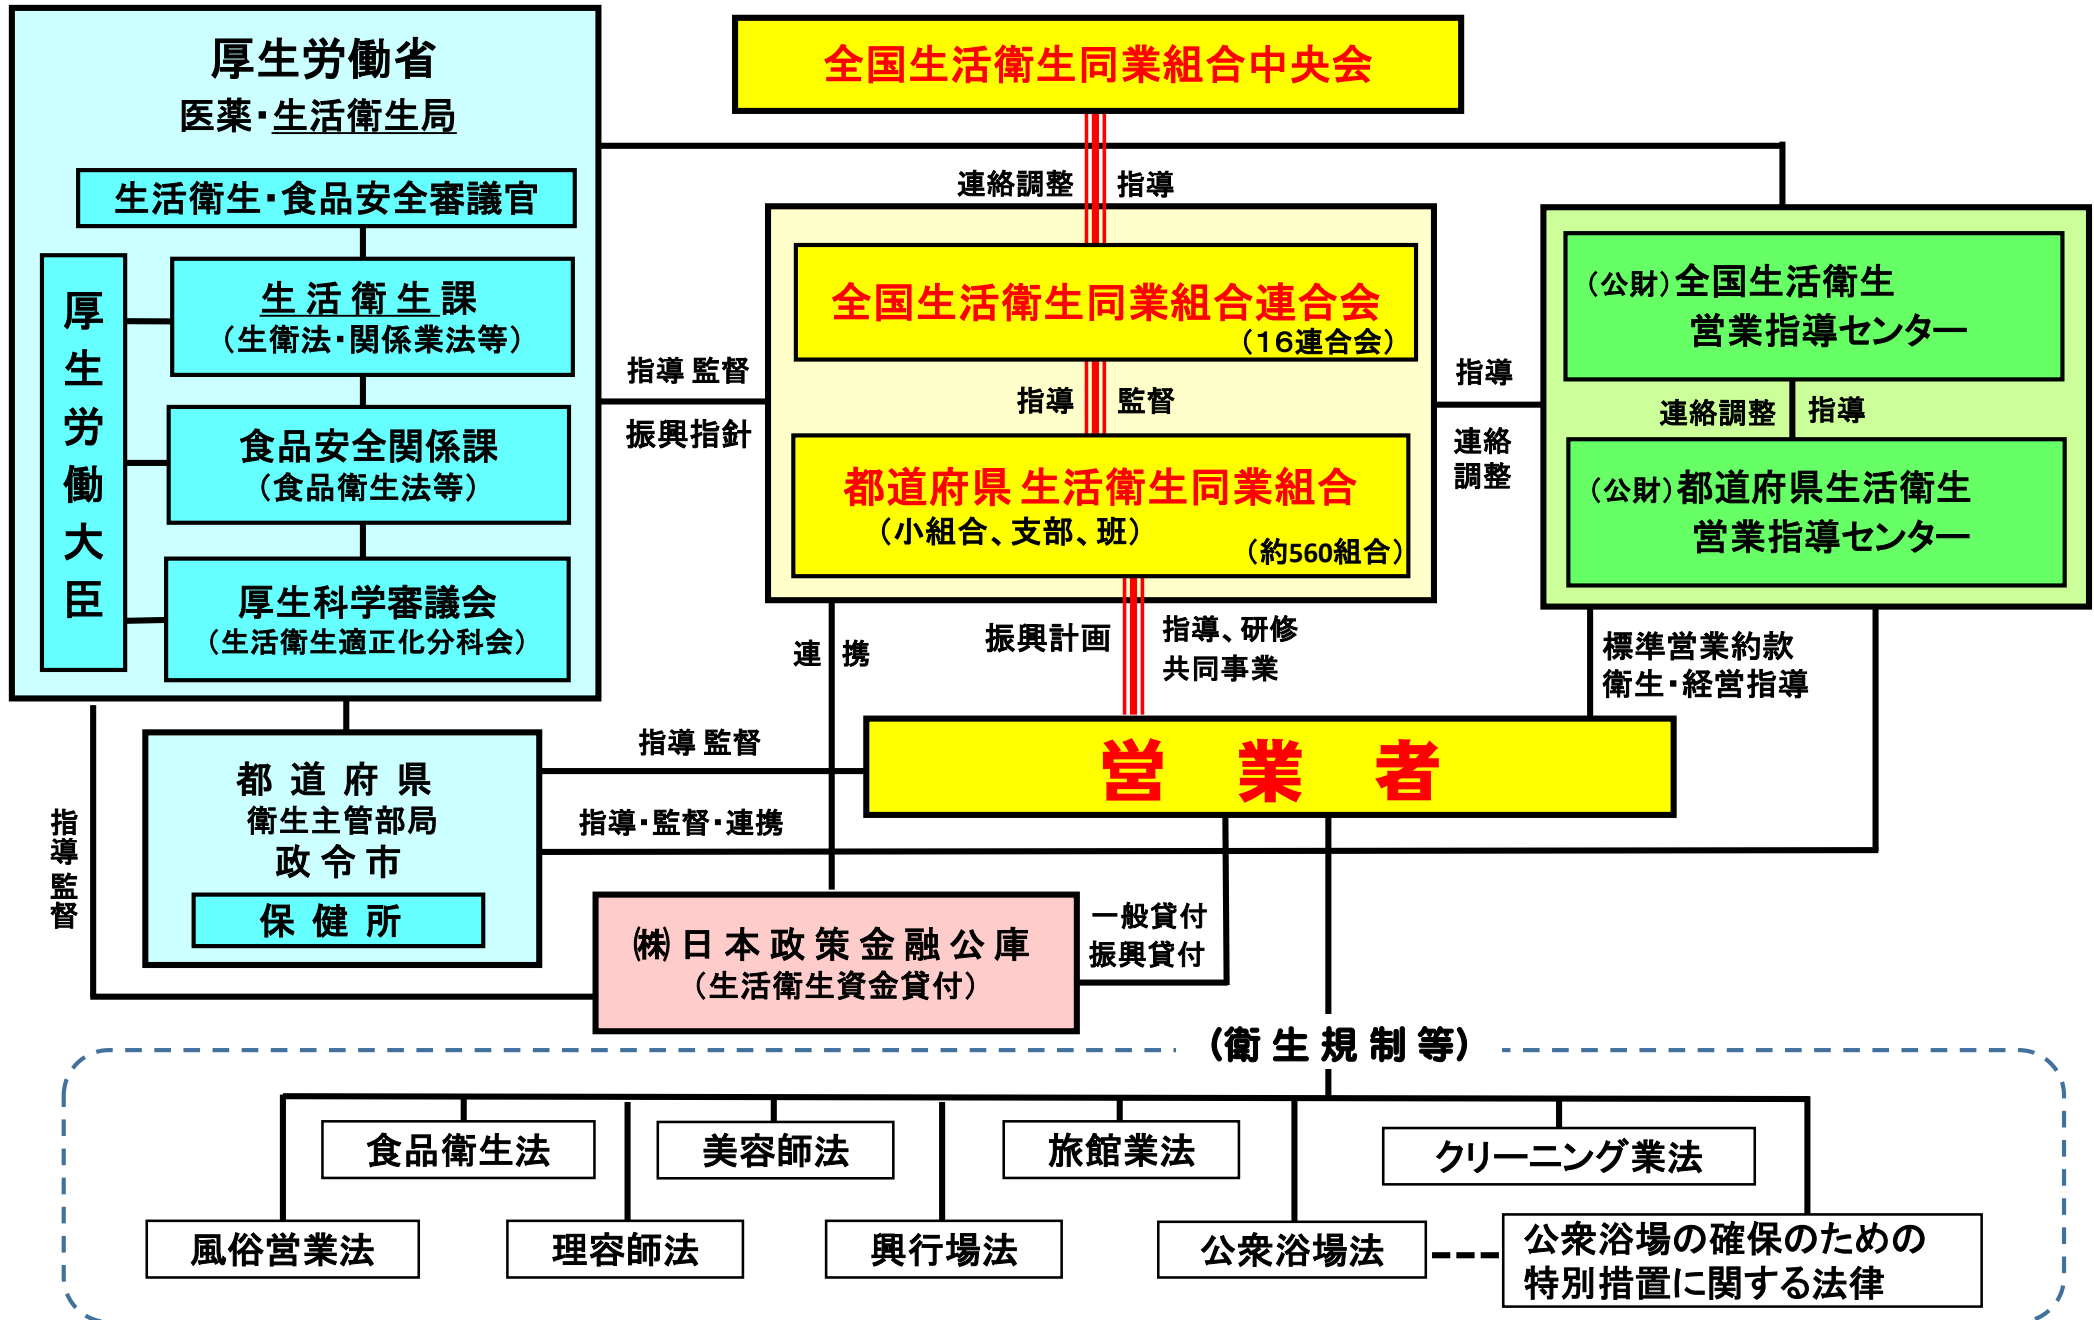 厚生労働省
医薬・生活衛生局
生活衛生・食品安全審議官
厚生労働大臣
生活衛生課
（生衛法・関係業法等）
食品安全関係課
（食品衛生法等）
厚生科学審議会
（生活衛生適正化分科会）
全国生活衛生同業組合中央会
連絡調整 指導
全国生活衛生同業組合連合会
（１６連合会）
指導 監督
都道府県 生活衛生同業組合
（小組合、支部、班）
（約560組合）
指導 監督
振興指針
指導
連絡
調整
（公財）全国生活衛生
営業指導センター
連絡調整 指導
（公財）都道府県生活衛生
営業指導センター
連 携
振興計画
指導、研修
共同事業
標準営業約款
衛生・経営指導
営 業 者
指導 監督
指導・監督・連携
指導監督
都 道 府 県
衛生主管部局
政 令 市
保 健 所
㈱ 日 本 政 策 金 融 公 庫
（生活衛生資金貸付）
一般貸付
振興貸付
(衛 生 規 制 等)
食品衛生法
美容師法
旅館業法
クリーニング業法
風俗営業法
理容師法
興行場法
公衆浴場法
公衆浴場の確保のための
特別措置に関する法律